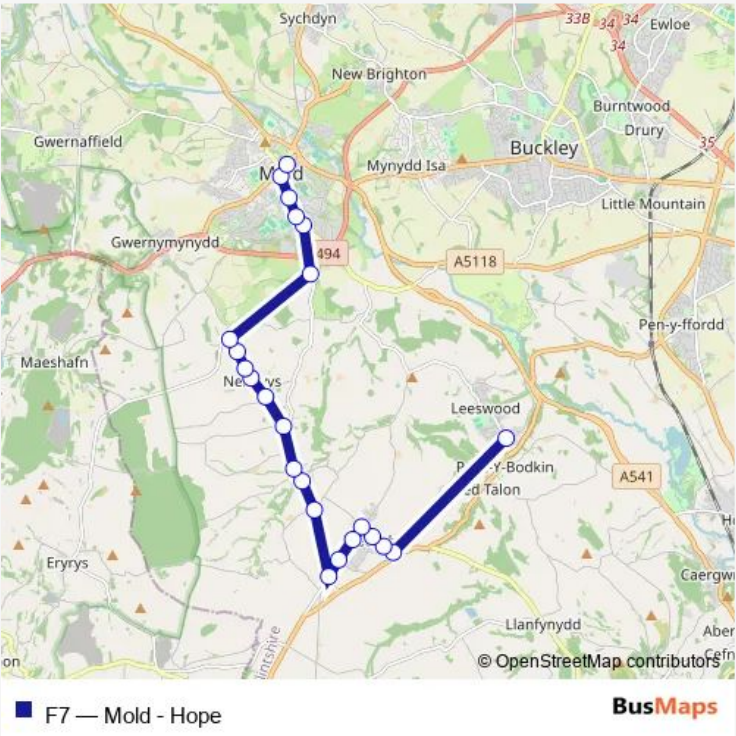 Sychdyn
33B
34
34
34
Ewloe
New Brighton
Burntwood
Drury
35
Gwernaffield
Buckley
Mynydd Isa
Little Mountain
Gwernymynydd
494
A5118
Pen-y-ffordd
Maeshafn
Leeswood
A541
Eryrys
Llanfynydd
© OpenStreetMap contributors
F7 — Mold - Hope
BusMaps